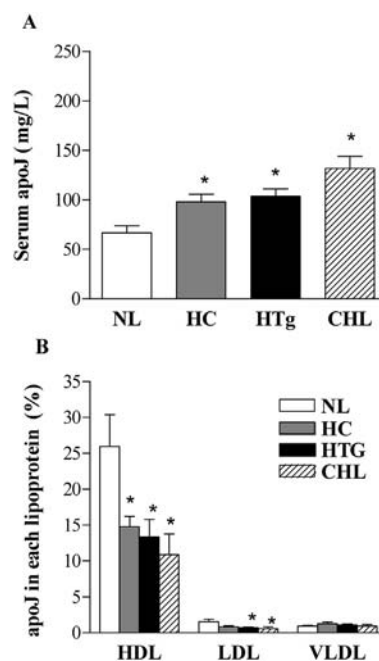 A
Serum apoJ (mg/L)
250
200
150
100
50
0
* * *
NL HC HTg CHL
B
apoJ in each lipoprotein (%)
35
30
25
20
15
10
5
0
NL
HC
HTG
CHL
* * *
* *
HDL LDL VLDL